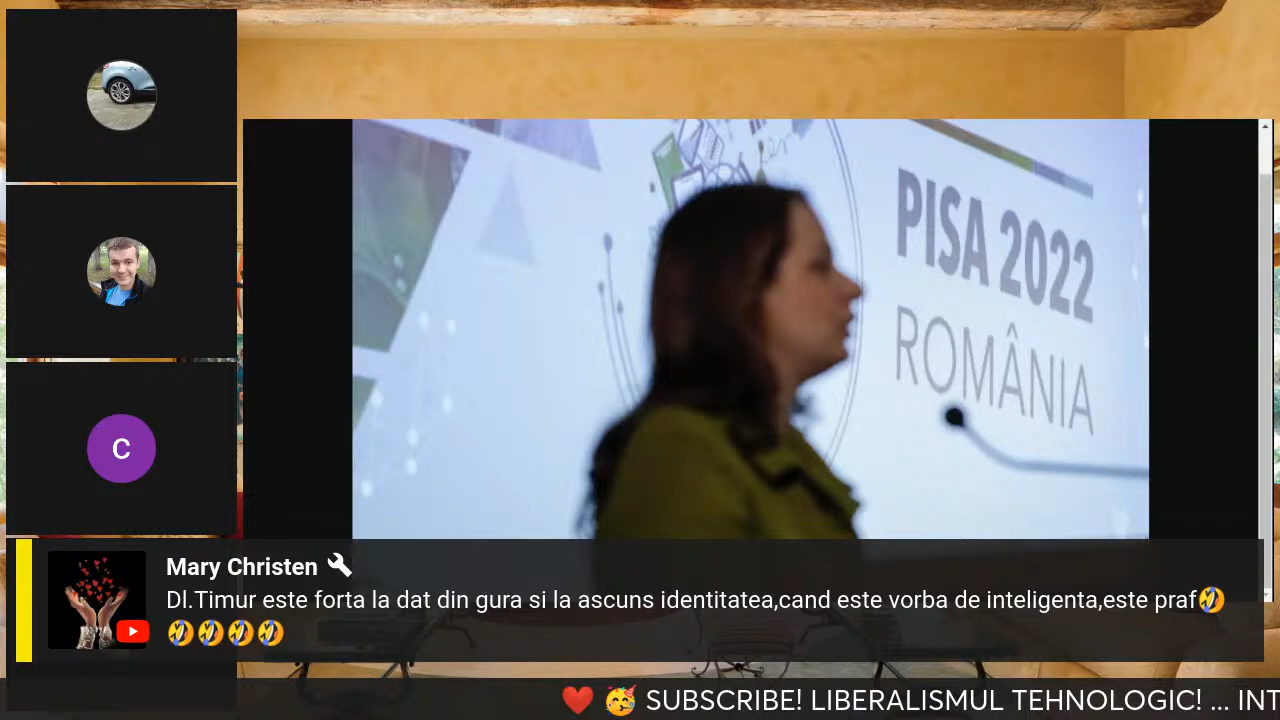 PISA 2022
ROMÂNIA
C
Mary Christen
Dl.Timur este forta la dat din gura si la ascuns identitatea,cand este vorba de inteligenta,este praf🤣
🤣🤣🤣🤣
❤️ 🥳 SUBSCRIBE! LIBERALISMUL TEHNOLOGIC! ... INT